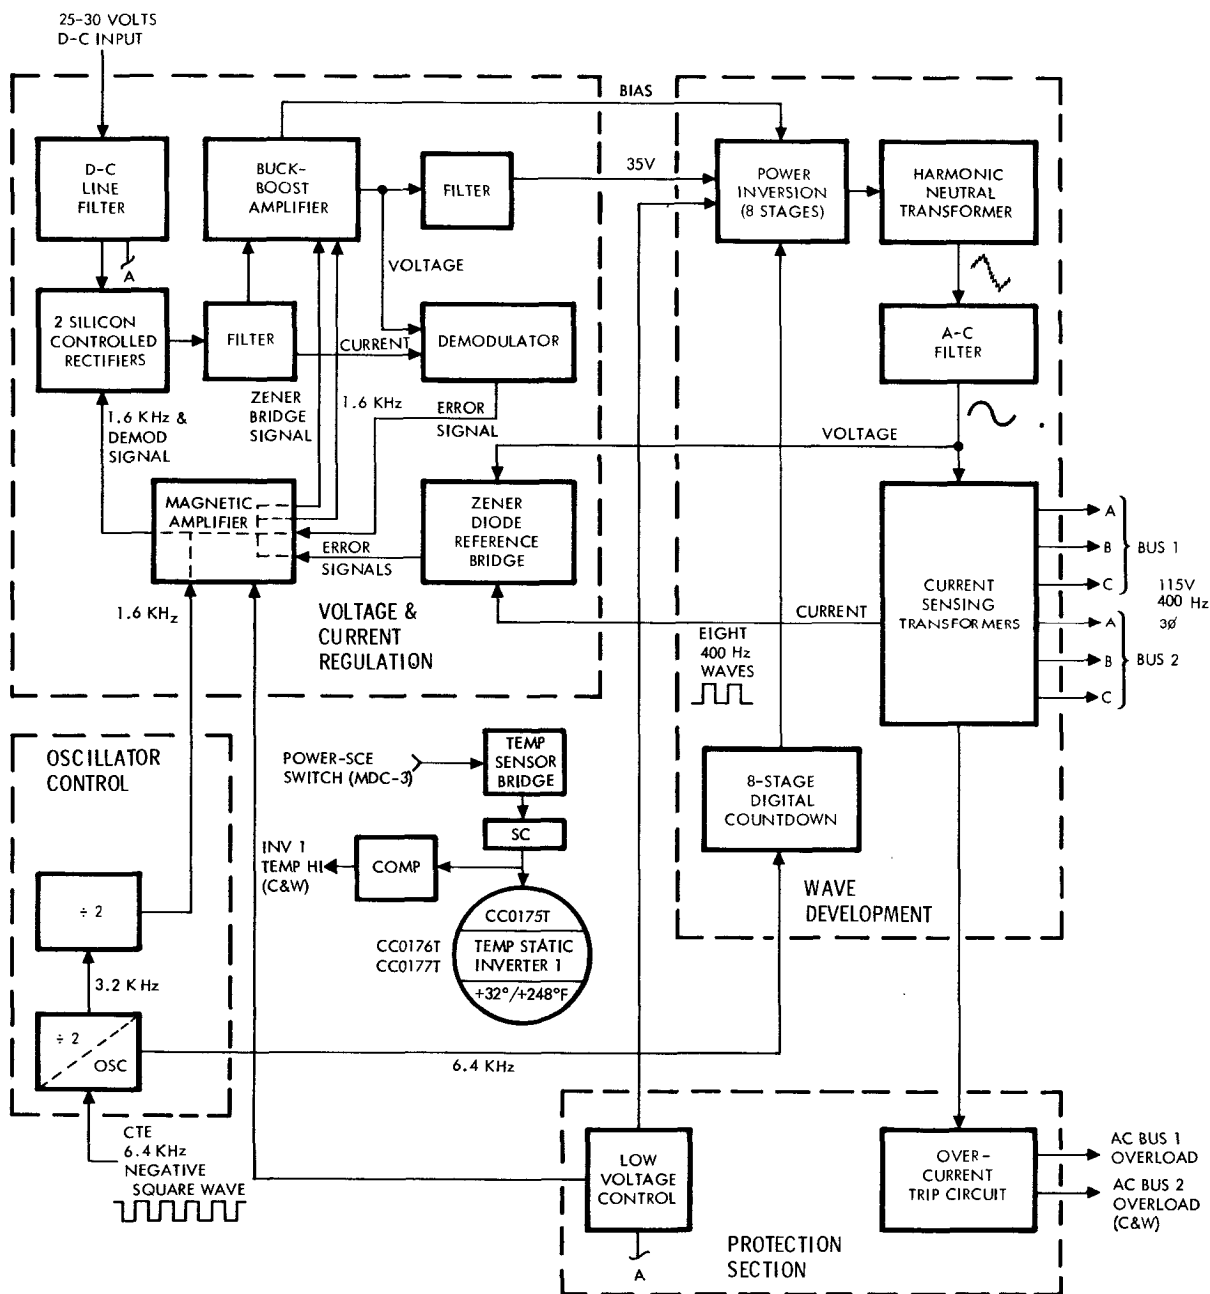 25-30 VOLTS
D-C INPUT
D-C
LINE
FILTER
A
BUCK-
BOOST
AMPLIFIER
FILTER
BIAS
35V
POWER
INVERSION
(8 STAGES)
HARMONIC
NEUTRAL
TRANSFORMER
VOLTAGE
2 SILICON
CONTROLLED
RECTIFIERS
FILTER
CURRENT
DEMODULATOR
A-C
FILTER
1.6 KHz &
DEMOD
SIGNAL
ZENER
BRIDGE
SIGNAL
1.6 KHz
ERROR
SIGNAL
VOLTAGE
MAGNETIC
AMPLIFIER
ERROR
SIGNALS
ZENER
DIODE
REFERENCE
BRIDGE
CURRENT
SENSING
TRANSFORMERS
A
B
C
BUS 1
115V
400 Hz
3ø
A
B
C
BUS 2
1.6 KHz
VOLTAGE &
CURRENT
REGULATION
CURRENT
EIGHT
400 Hz
WAVES
OSCILLATOR
CONTROL
POWER-SCE
SWITCH (MDC-3)
TEMP
SENSOR
BRIDGE
SC
8-STAGE
DIGITAL
COUNTDOWN
INV 1
TEMP HI
(C&W)
COMP
÷ 2
CC0176T
CC0177T
CC0175T
TEMP STATIC
INVERTER 1
+32°/+248°F
WAVE
DEVELOPMENT
3.2 KHz
÷ 2
OSC
6.4 KHz
CTE
6.4 KHz
NEGATIVE
SQUARE WAVE
LOW
VOLTAGE
CONTROL
A
OVER-
CURRENT
TRIP CIRCUIT
AC BUS 1
OVERLOAD
AC BUS 2
OVERLOAD
(C&W)
PROTECTION
SECTION